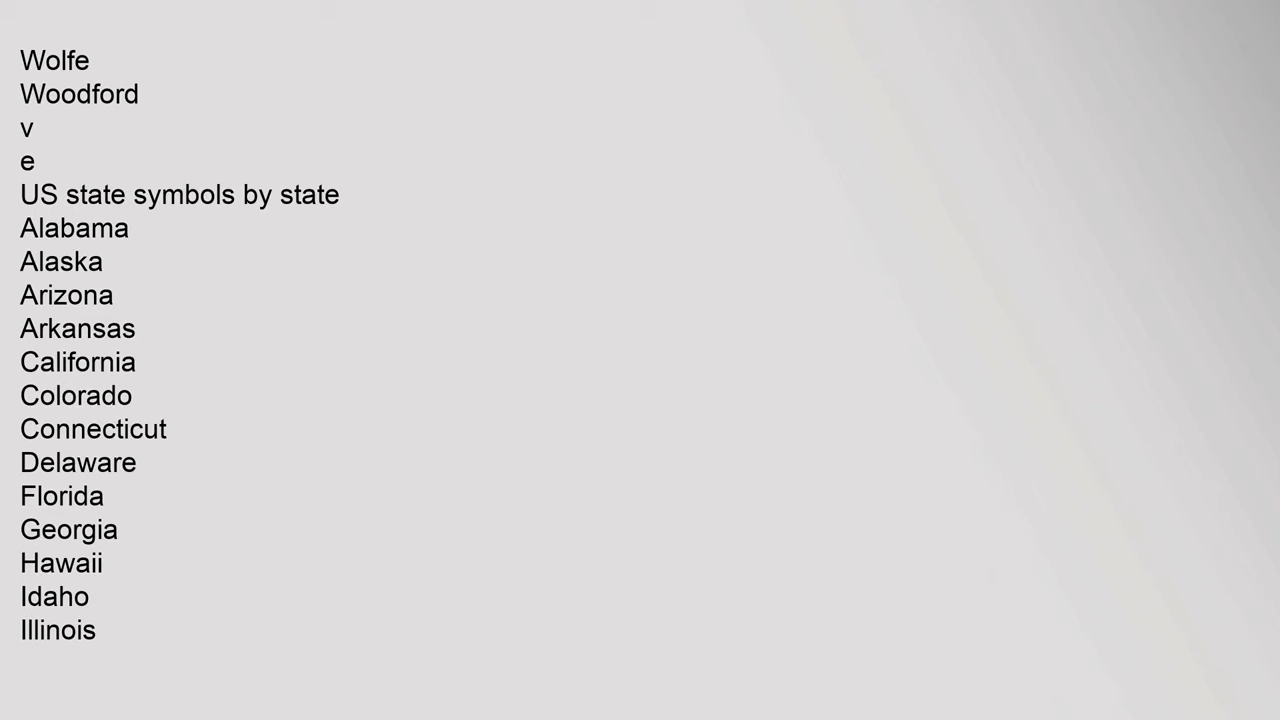 Wolfe
Woodford
v
e
US state symbols by state
Alabama
Alaska
Arizona
Arkansas
California
Colorado
Connecticut
Delaware
Florida
Georgia
Hawaii
Idaho
Illinois